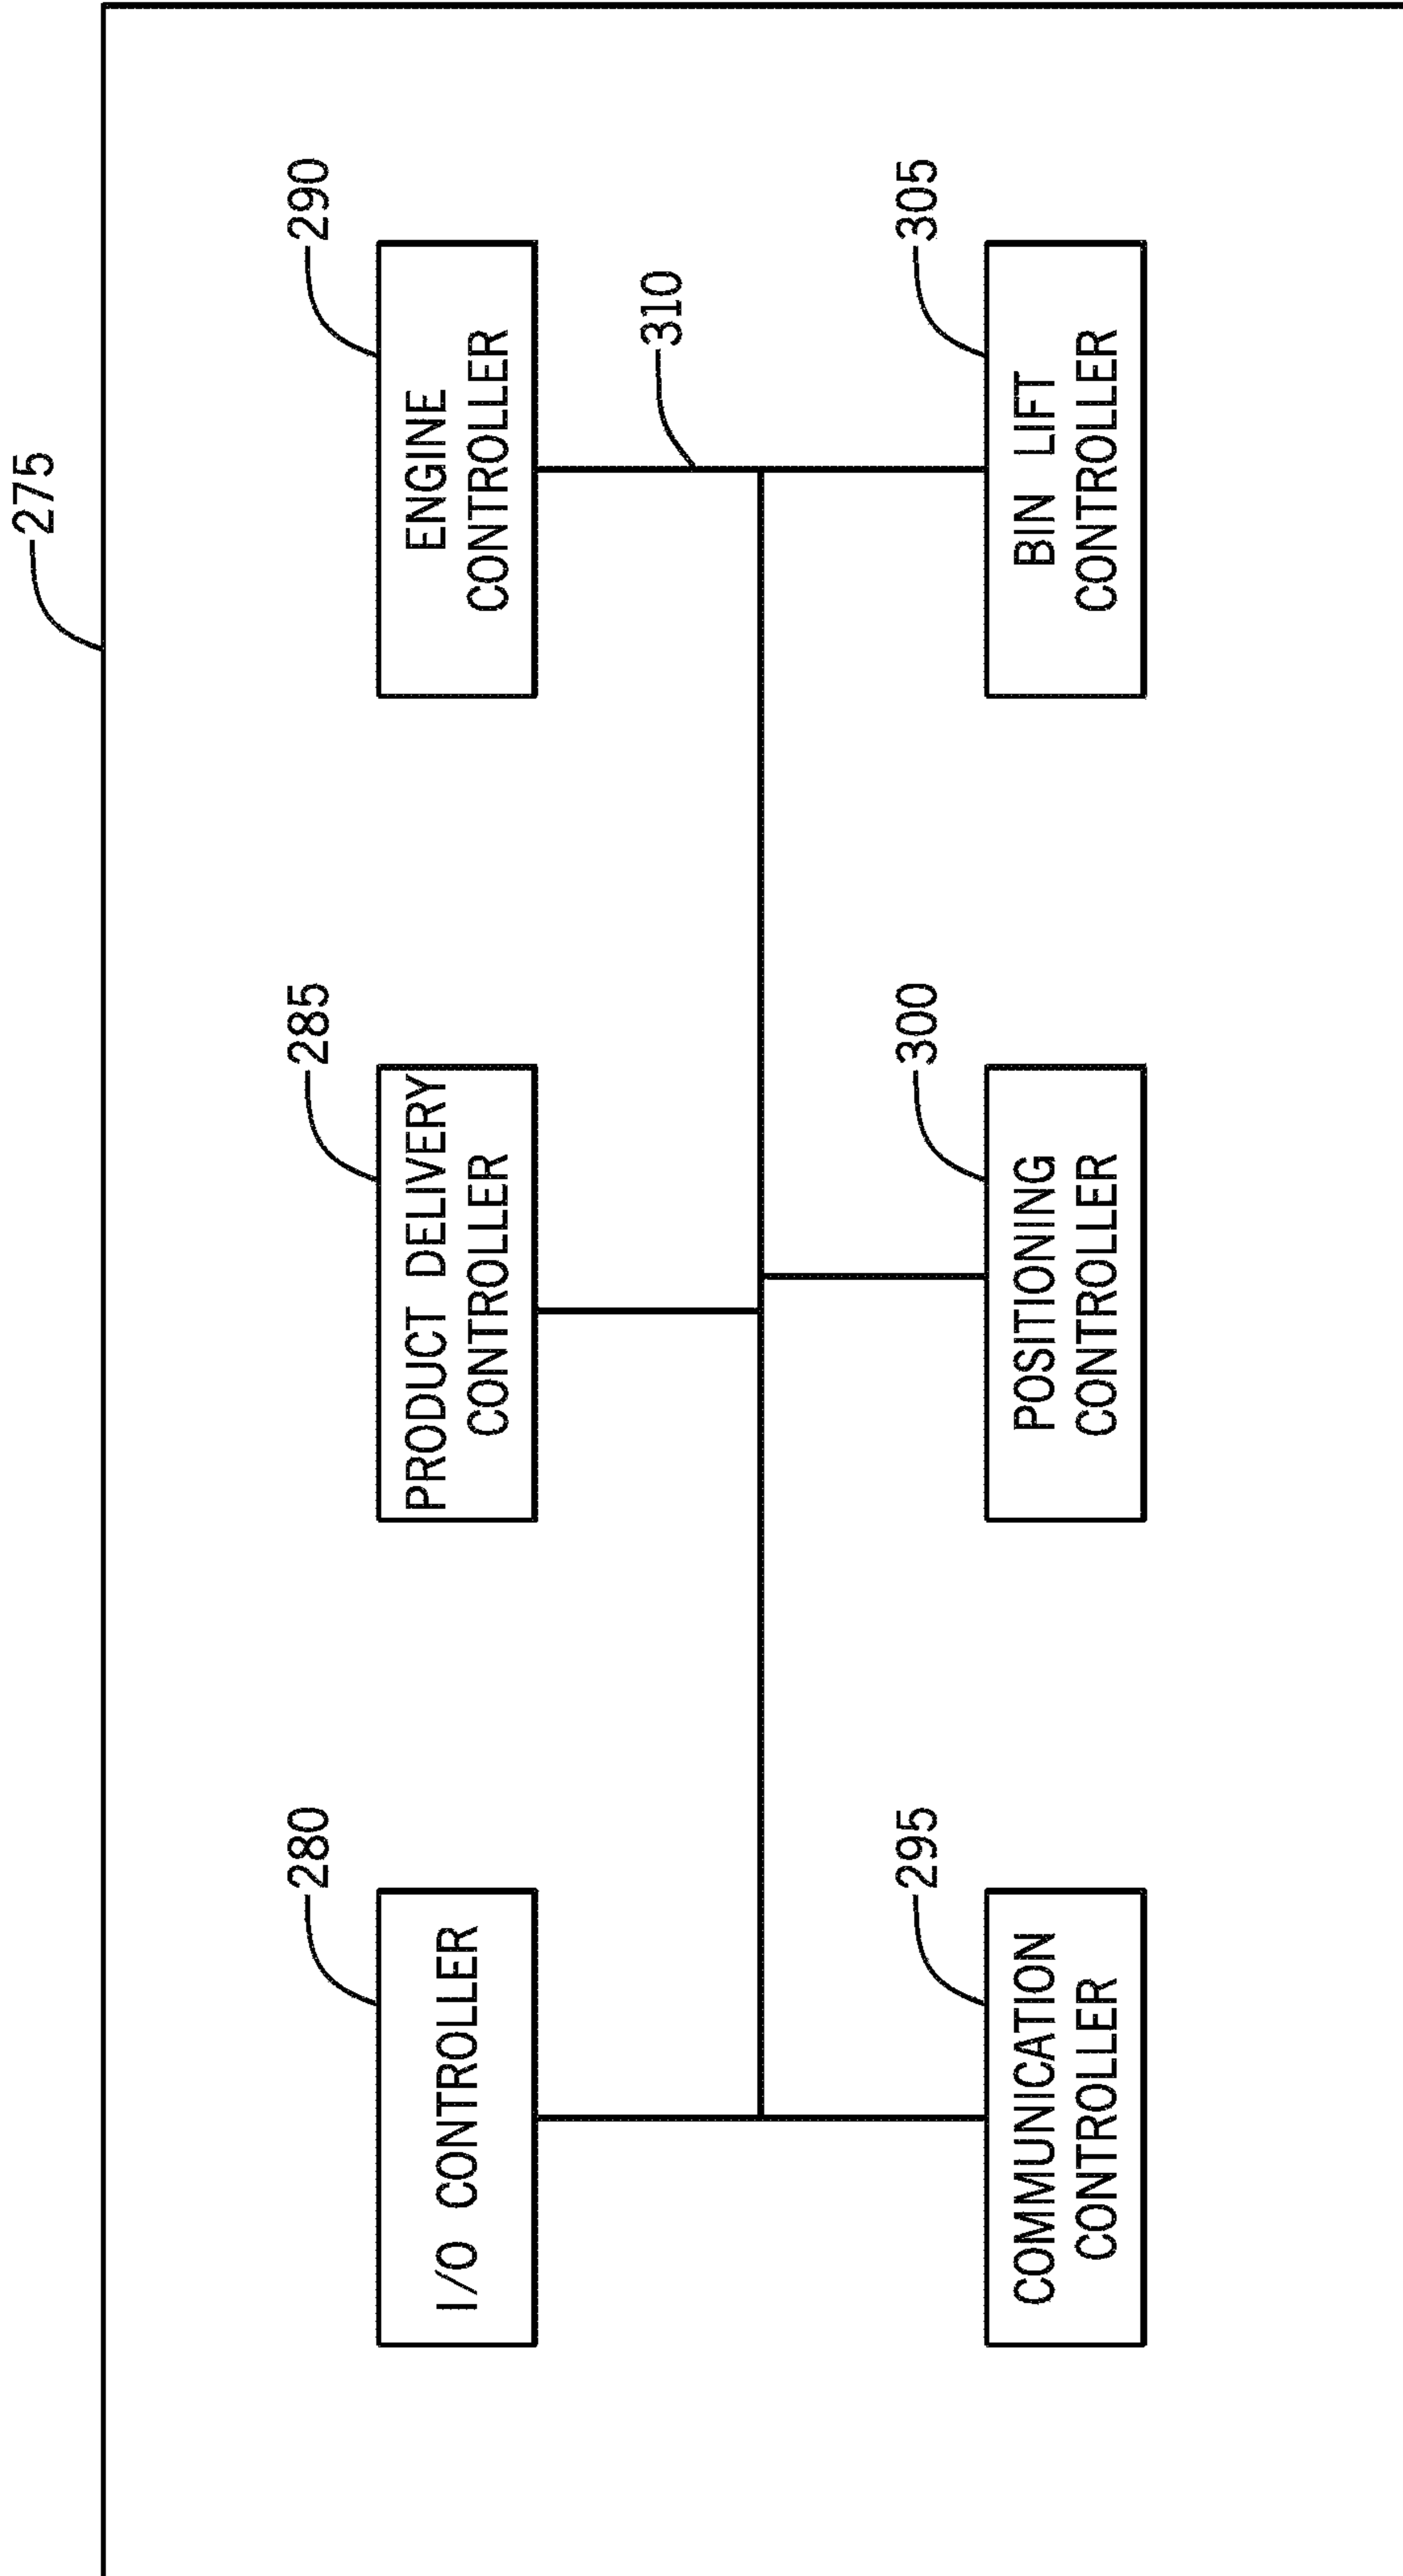 275
280
285
290
I/O CONTROLLER
PRODUCT DELIVERY
CONTROLLER
ENGINE
CONTROLLER
310
295
300
305
COMMUNICATION
CONTROLLER
POSITIONING
CONTROLLER
BIN LIFT
CONTROLLER